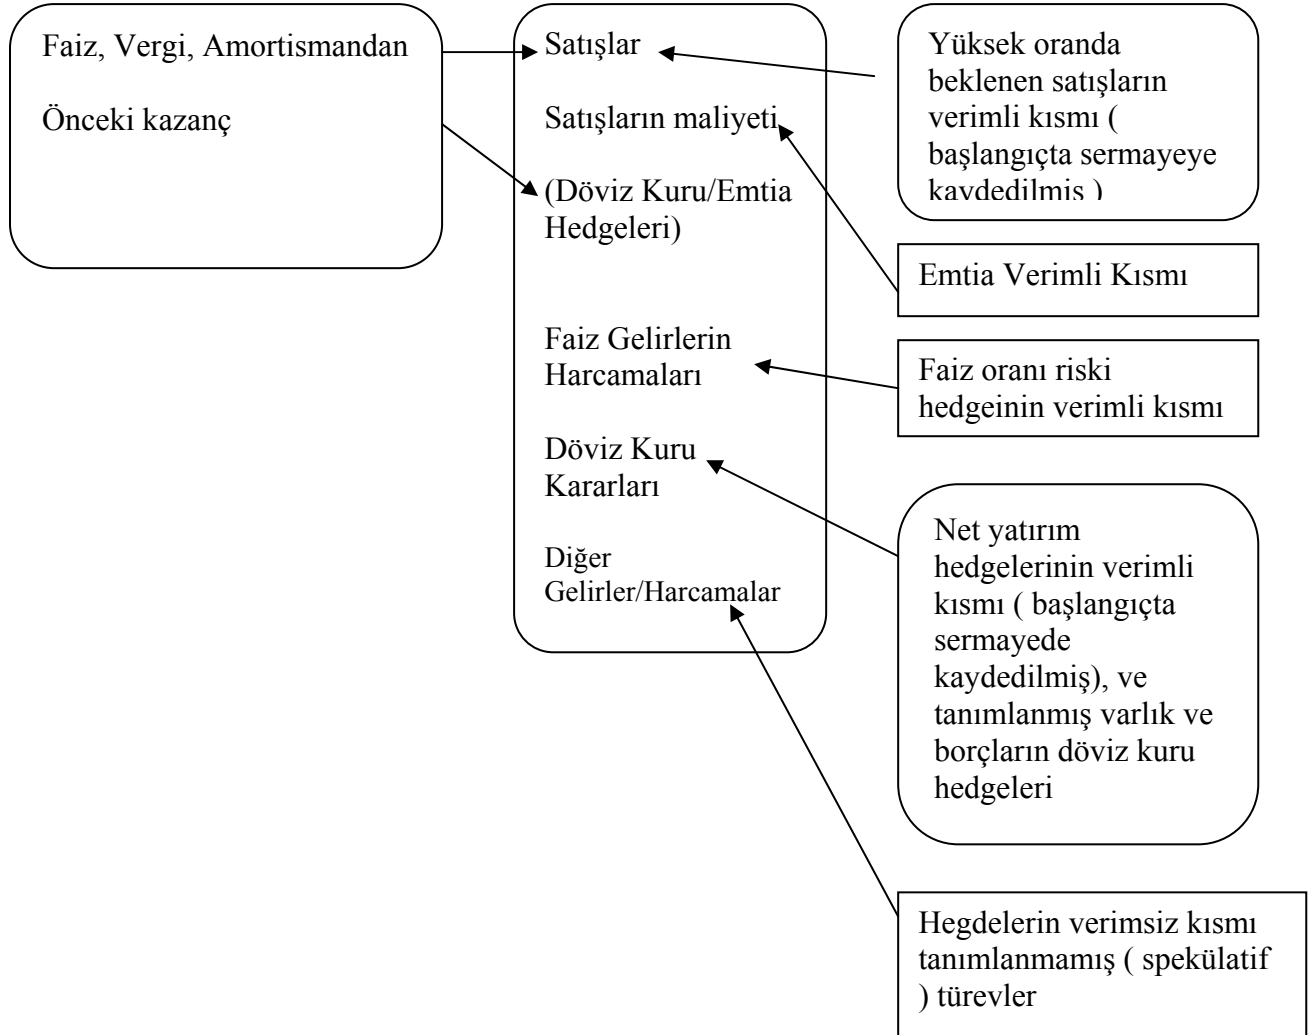 Faiz, Vergi, Amortismandan
Önceki kazanç
Satışlar
Satışların maliyeti
(Döviz Kuru/Emtia
Hedgeleri)
Faiz Gelirlerin
Harcamaları
Döviz Kuru
Kararları
Diğer
Gelirler/Harcamalar
Yüksek oranda
beklenen satışların
verimli kısmı (
başlangıçta sermayeye
kaydedilmiş )
Emtia Verimli Kısmı
Faiz oranı riski
hedgeinin verimli kısmı
Net yatırım
hedgelerinin verimli
kısmı ( başlangıçta
sermayede
kaydedilmiş), ve
tanımlanmış varlık ve
borçların döviz kuru
hedgeleri
Hegdelerin verimsiz kısmı
tanımlanmamış ( spekülatif
) türevler